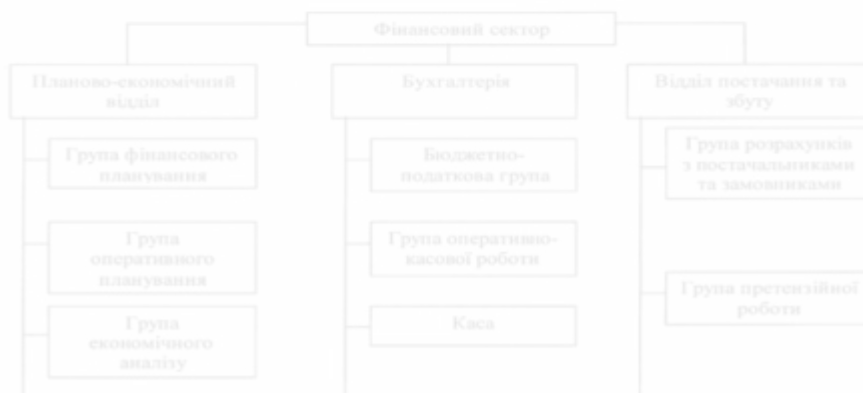 Фінансовий сектор
Планово-економічний
відділ
Група фінансового
планування
Група
оперативного
планування
Група
економічного
аналізу
Бухгалтерія
Бюджетно-
податкова група
Група оперативно-
касової роботи
Каса
Відділ постачання та
збуту
Група розрахунків
з постачальниками
та замовниками
Група претензійної
роботи